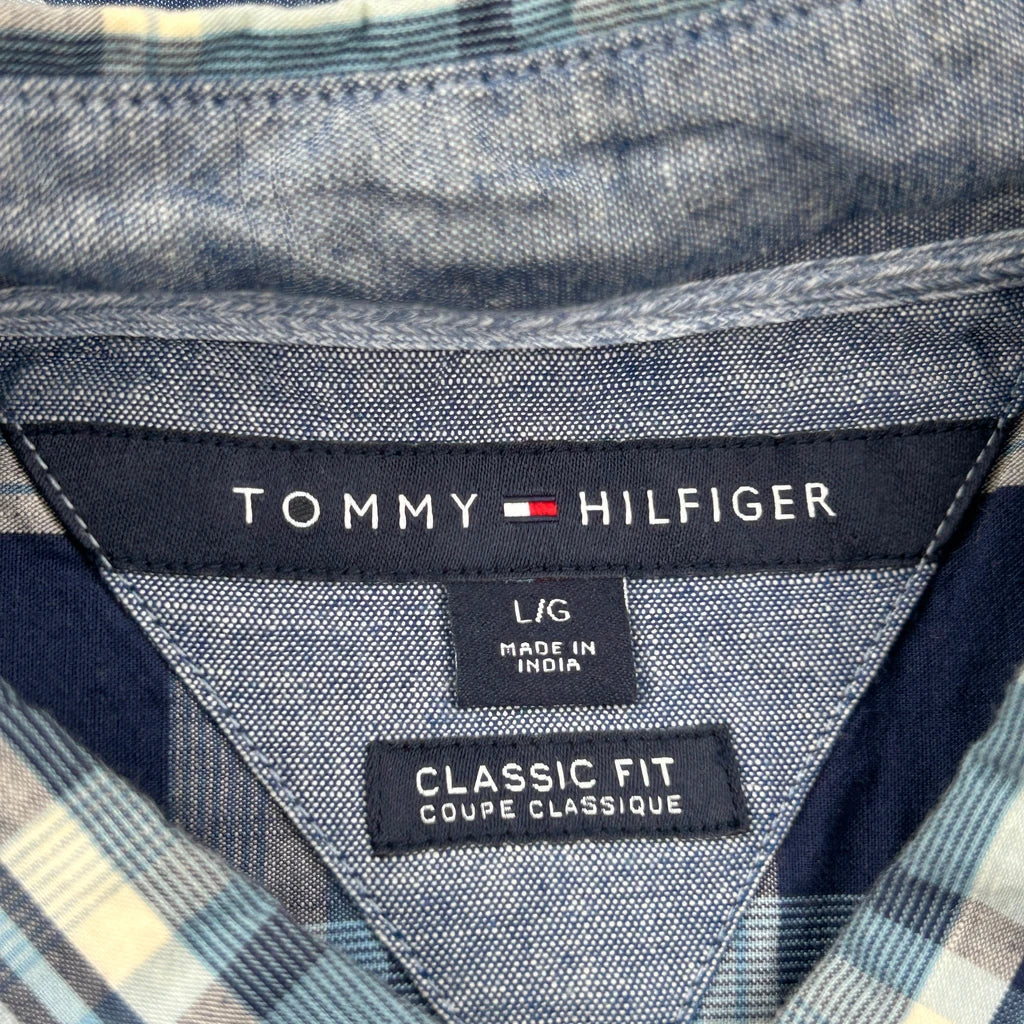 TOMMY HILFIGER
L/G
MADE IN
INDIA
CLASSIC FIT
COUPE CLASSIQUE